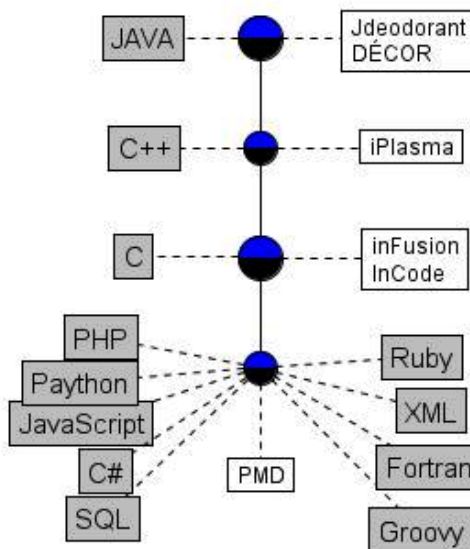 JAVA
Jdeodorant
DÉCOR
C++
iPlasma
C
inFusion
InCode
PHP
Ruby
Paython
XML
JavaScript
C#
PMD
Fortran
SQL
Groovy